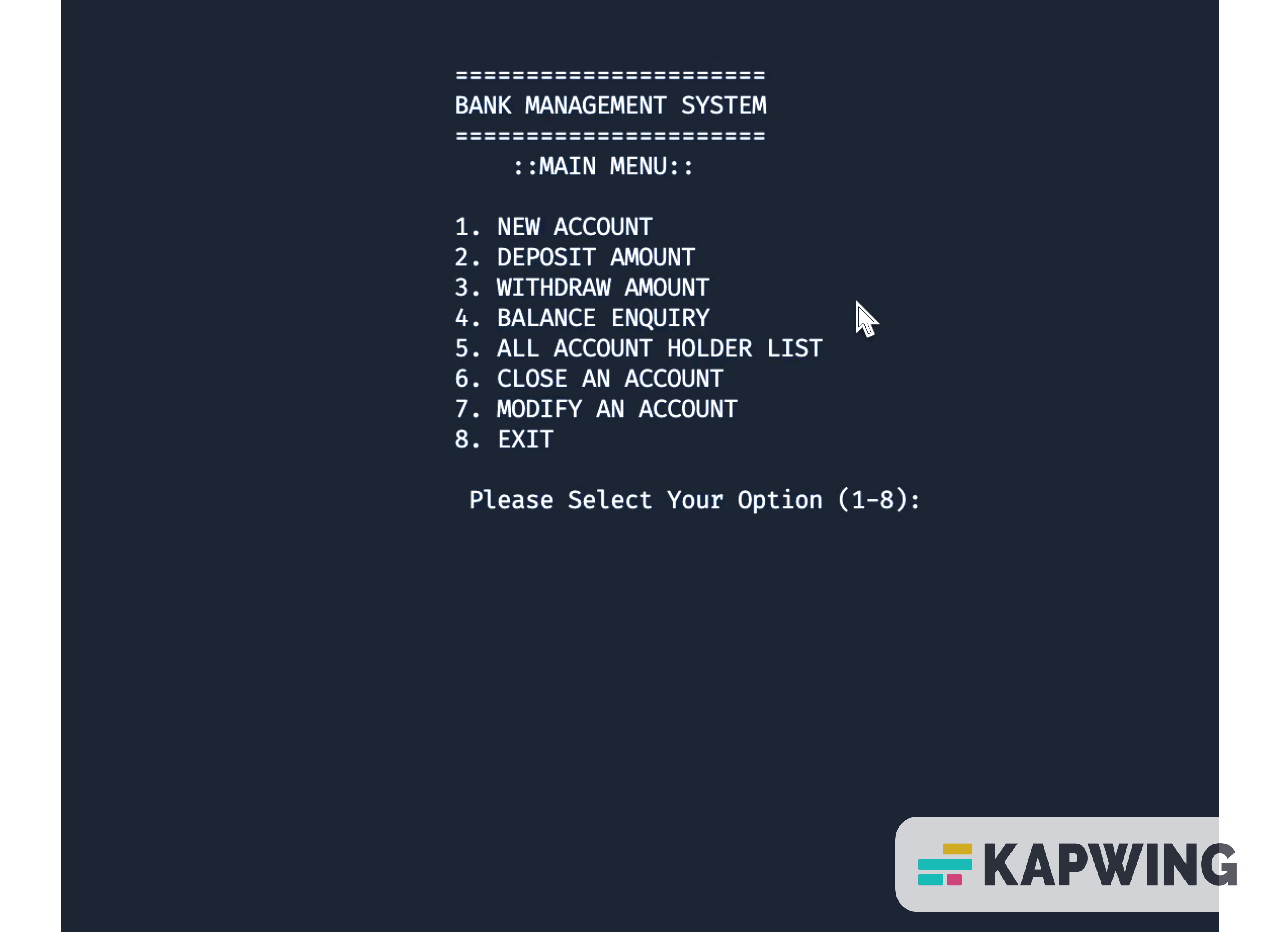 ======================
BANK MANAGEMENT SYSTEM
======================
::MAIN MENU::
1. NEW ACCOUNT
2. DEPOSIT AMOUNT
3. WITHDRAW AMOUNT
4. BALANCE ENQUIRY
5. ALL ACCOUNT HOLDER LIST
6. CLOSE AN ACCOUNT
7. MODIFY AN ACCOUNT
8. EXIT
Please Select Your Option (1-8):
KAPWING